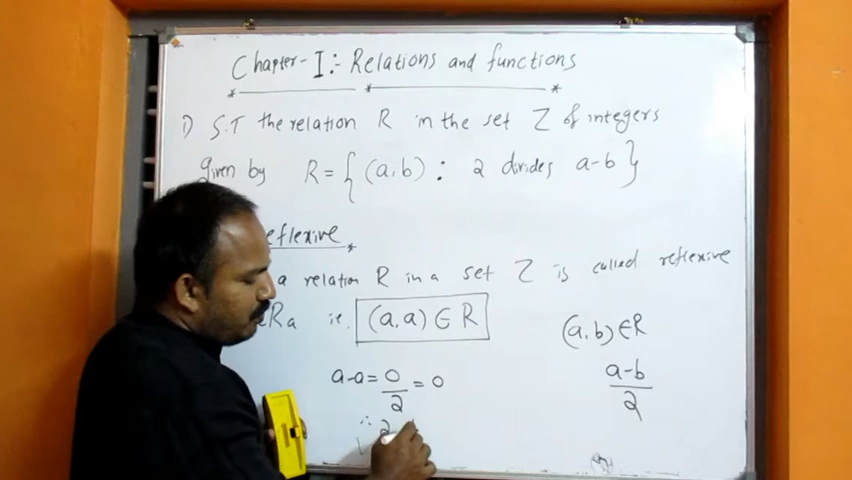 Chapter-I:- Relations and functions
1) S.T the relation R in the set Z of integers
given by R = { (a,b) : 2 divides a-b }
eflexive
a relation R in a set Z is called reflexive
Ra ie. (a,a) ∈ R
(a,b) ∈ R
a-a = 0/2 = 0
a-b/2
∴ 2